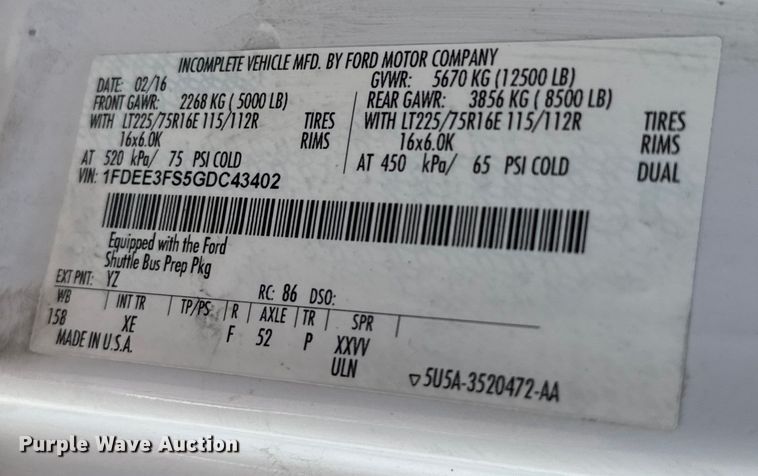 INCOMPLETE VEHICLE MFD. BY FORD MOTOR COMPANY
DATE: 02/16 GVWR: 5670 KG (12500 LB)
FRONT GAWR: 2268 KG ( 5000 LB) REAR GAWR: 3856 KG ( 8500 LB)
WITH LT225/75R16E 115/112R TIRES WITH LT225/75R16E 115/112R TIRES
16x6.0K RIMS 16x6.0K RIMS
AT 520 kPa/ 75 PSI COLD AT 450 kPa/ 65 PSI COLD DUAL
VIN: 1FDEE3FS5GDC43402
Equipped with the Ford
Shuttle Bus Prep Pkg
EXT PNT: YZ RC: 86 DSO:
WB INT TR TP/PS R AXLE TR SPR
158 XE F 52 P XXVV
MADE IN U.S.A. ULN
5U5A-3520472-AA
Purple Wave Auction